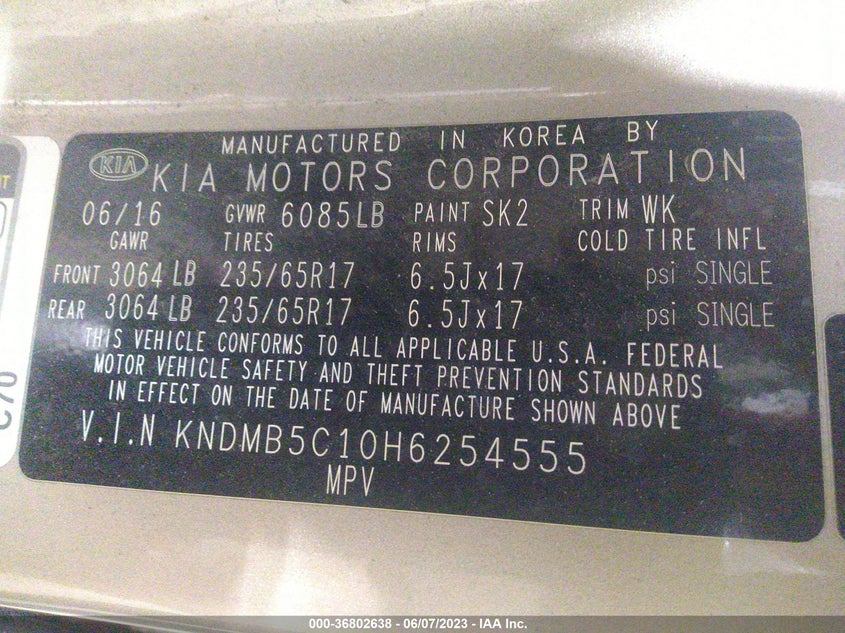 MANUFACTURED IN KOREA BY
KIA KIA MOTORS CORPORATION
06/16 GVWR 6085LB PAINT SK2 TRIM WK
GAWR TIRES RIMS COLD TIRE INFL
FRONT 3064 LB 235/65R17 6.5Jx17 psi SINGLE
REAR 3064 LB 235/65R17 6.5Jx17 psi SINGLE
THIS VEHICLE CONFORMS TO ALL APPLICABLE U.S.A. FEDERAL
MOTOR VEHICLE SAFETY AND THEFT PREVENTION STANDARDS
IN EFFECT ON THE DATE OF MANUFACTURE SHOWN ABOVE
V.I.N KNDMB5C10H6254555
MPV
000-36802638 - 06/07/2023 - IAA Inc.